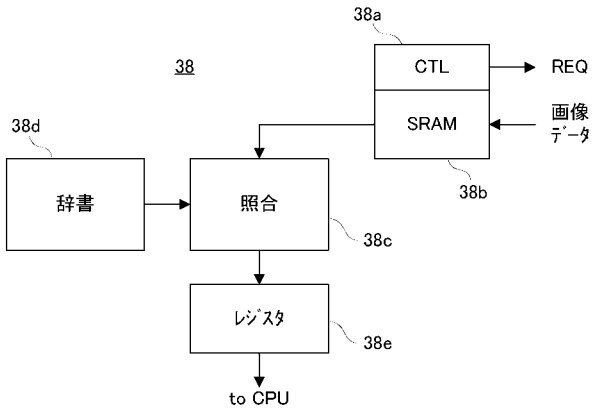 38a
38
CTL
REQ
画像
ﾃﾞｰﾀ
SRAM
38d
38b
辞書
照合
38c
ﾚｼﾞｽﾀ
38e
to CPU